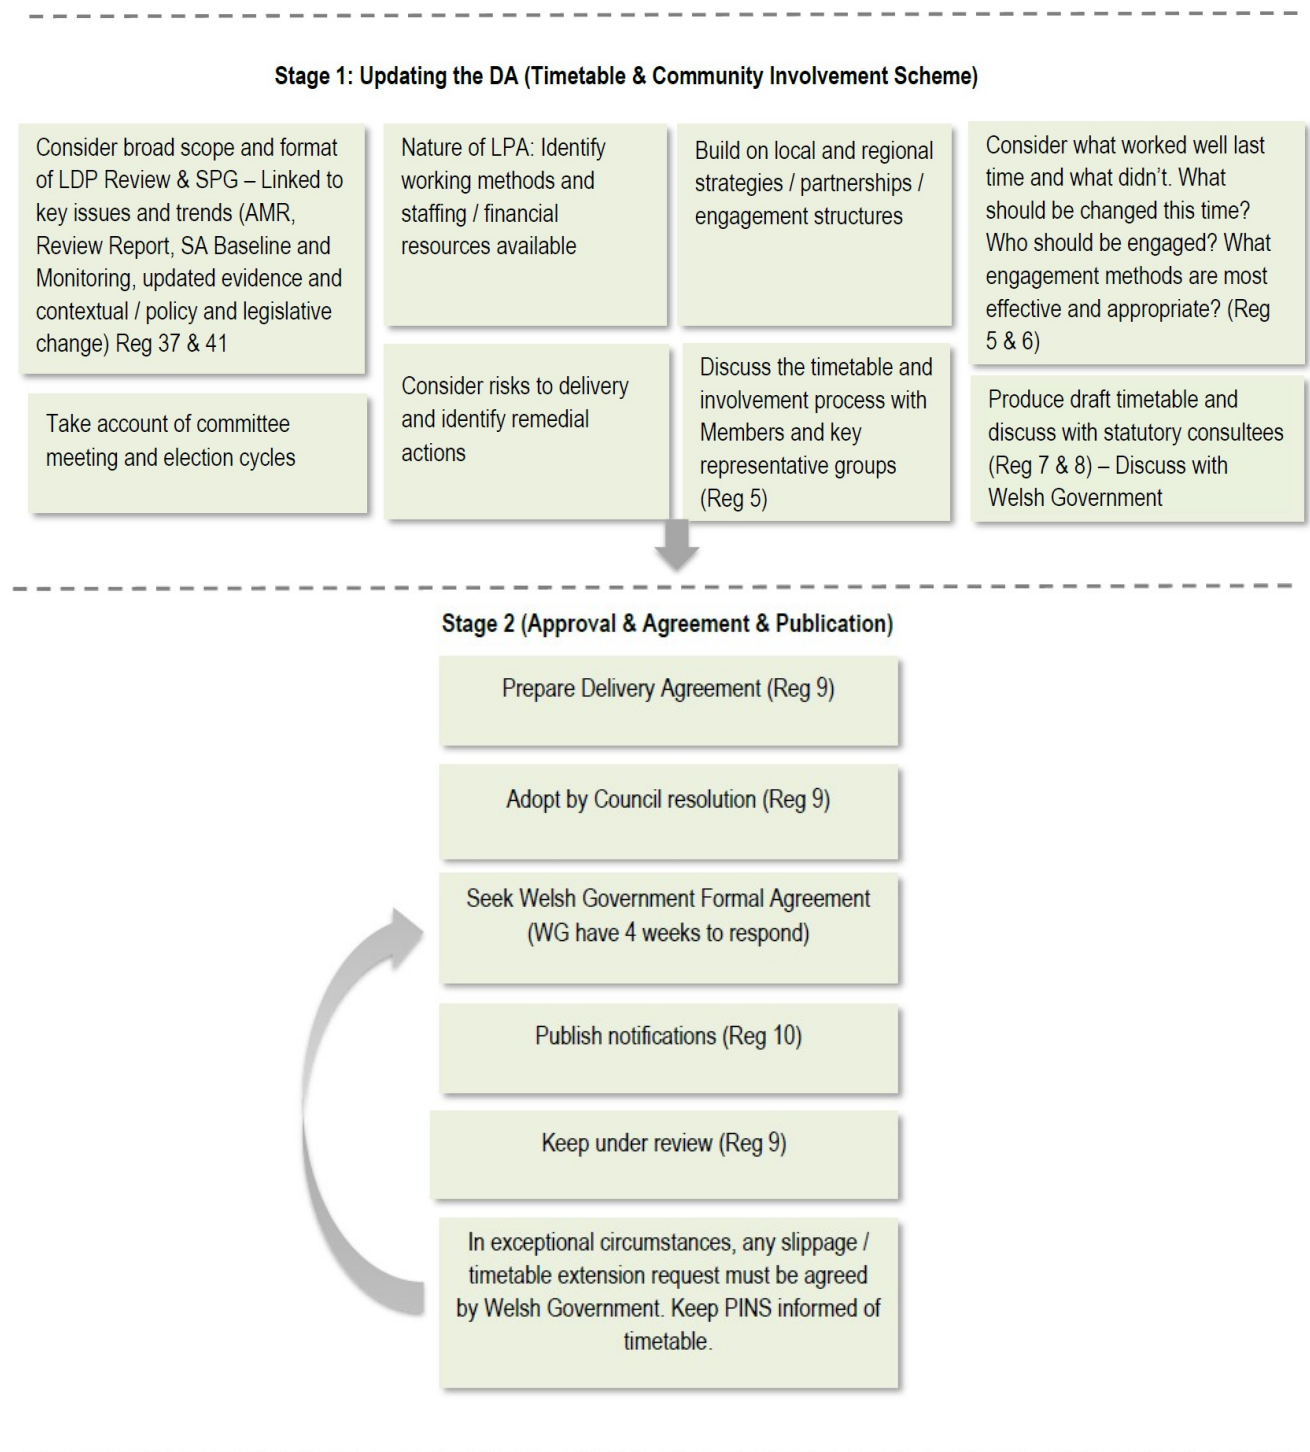 Stage 1: Updating the DA (Timetable & Community Involvement Scheme)
Consider broad scope and format
of LDP Review & SPG – Linked to
key issues and trends (AMR,
Review Report, SA Baseline and
Monitoring, updated evidence and
contextual / policy and legislative
change) Reg 37 & 41
Nature of LPA: Identify
working methods and
staffing / financial
resources available
Build on local and regional
strategies / partnerships /
engagement structures
Consider what worked well last
time and what didn’t. What
should be changed this time?
Who should be engaged? What
engagement methods are most
effective and appropriate? (Reg
5 & 6)
Take account of committee
meeting and election cycles
Consider risks to delivery
and identify remedial
actions
Discuss the timetable and
involvement process with
Members and key
representative groups
(Reg 5)
Produce draft timetable and
discuss with statutory consultees
(Reg 7 & 8) – Discuss with
Welsh Government
Stage 2 (Approval & Agreement & Publication)
Prepare Delivery Agreement (Reg 9)
Adopt by Council resolution (Reg 9)
Seek Welsh Government Formal Agreement
(WG have 4 weeks to respond)
Publish notifications (Reg 10)
Keep under review (Reg 9)
In exceptional circumstances, any slippage /
timetable extension request must be agreed
by Welsh Government. Keep PINS informed of
timetable.